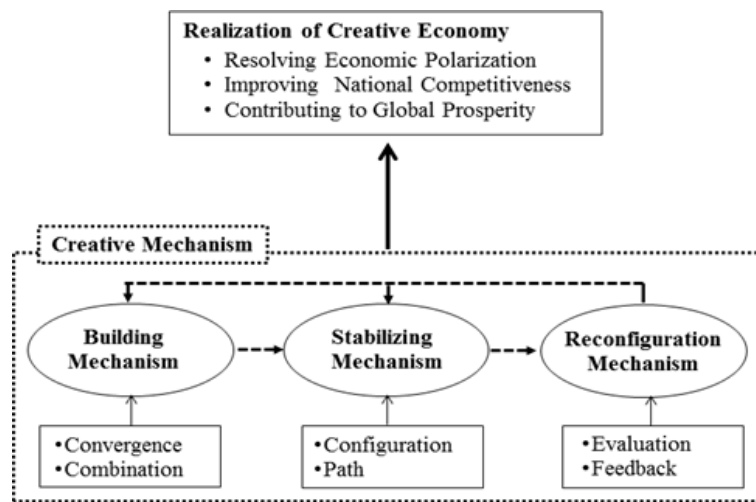 Realization of Creative Economy
• Resolving Economic Polarization
• Improving National Competitiveness
• Contributing to Global Prosperity
Creative Mechanism
Building
Mechanism
Stabilizing
Mechanism
Reconfiguration
Mechanism
•Convergence
•Combination
•Configuration
•Path
•Evaluation
•Feedback